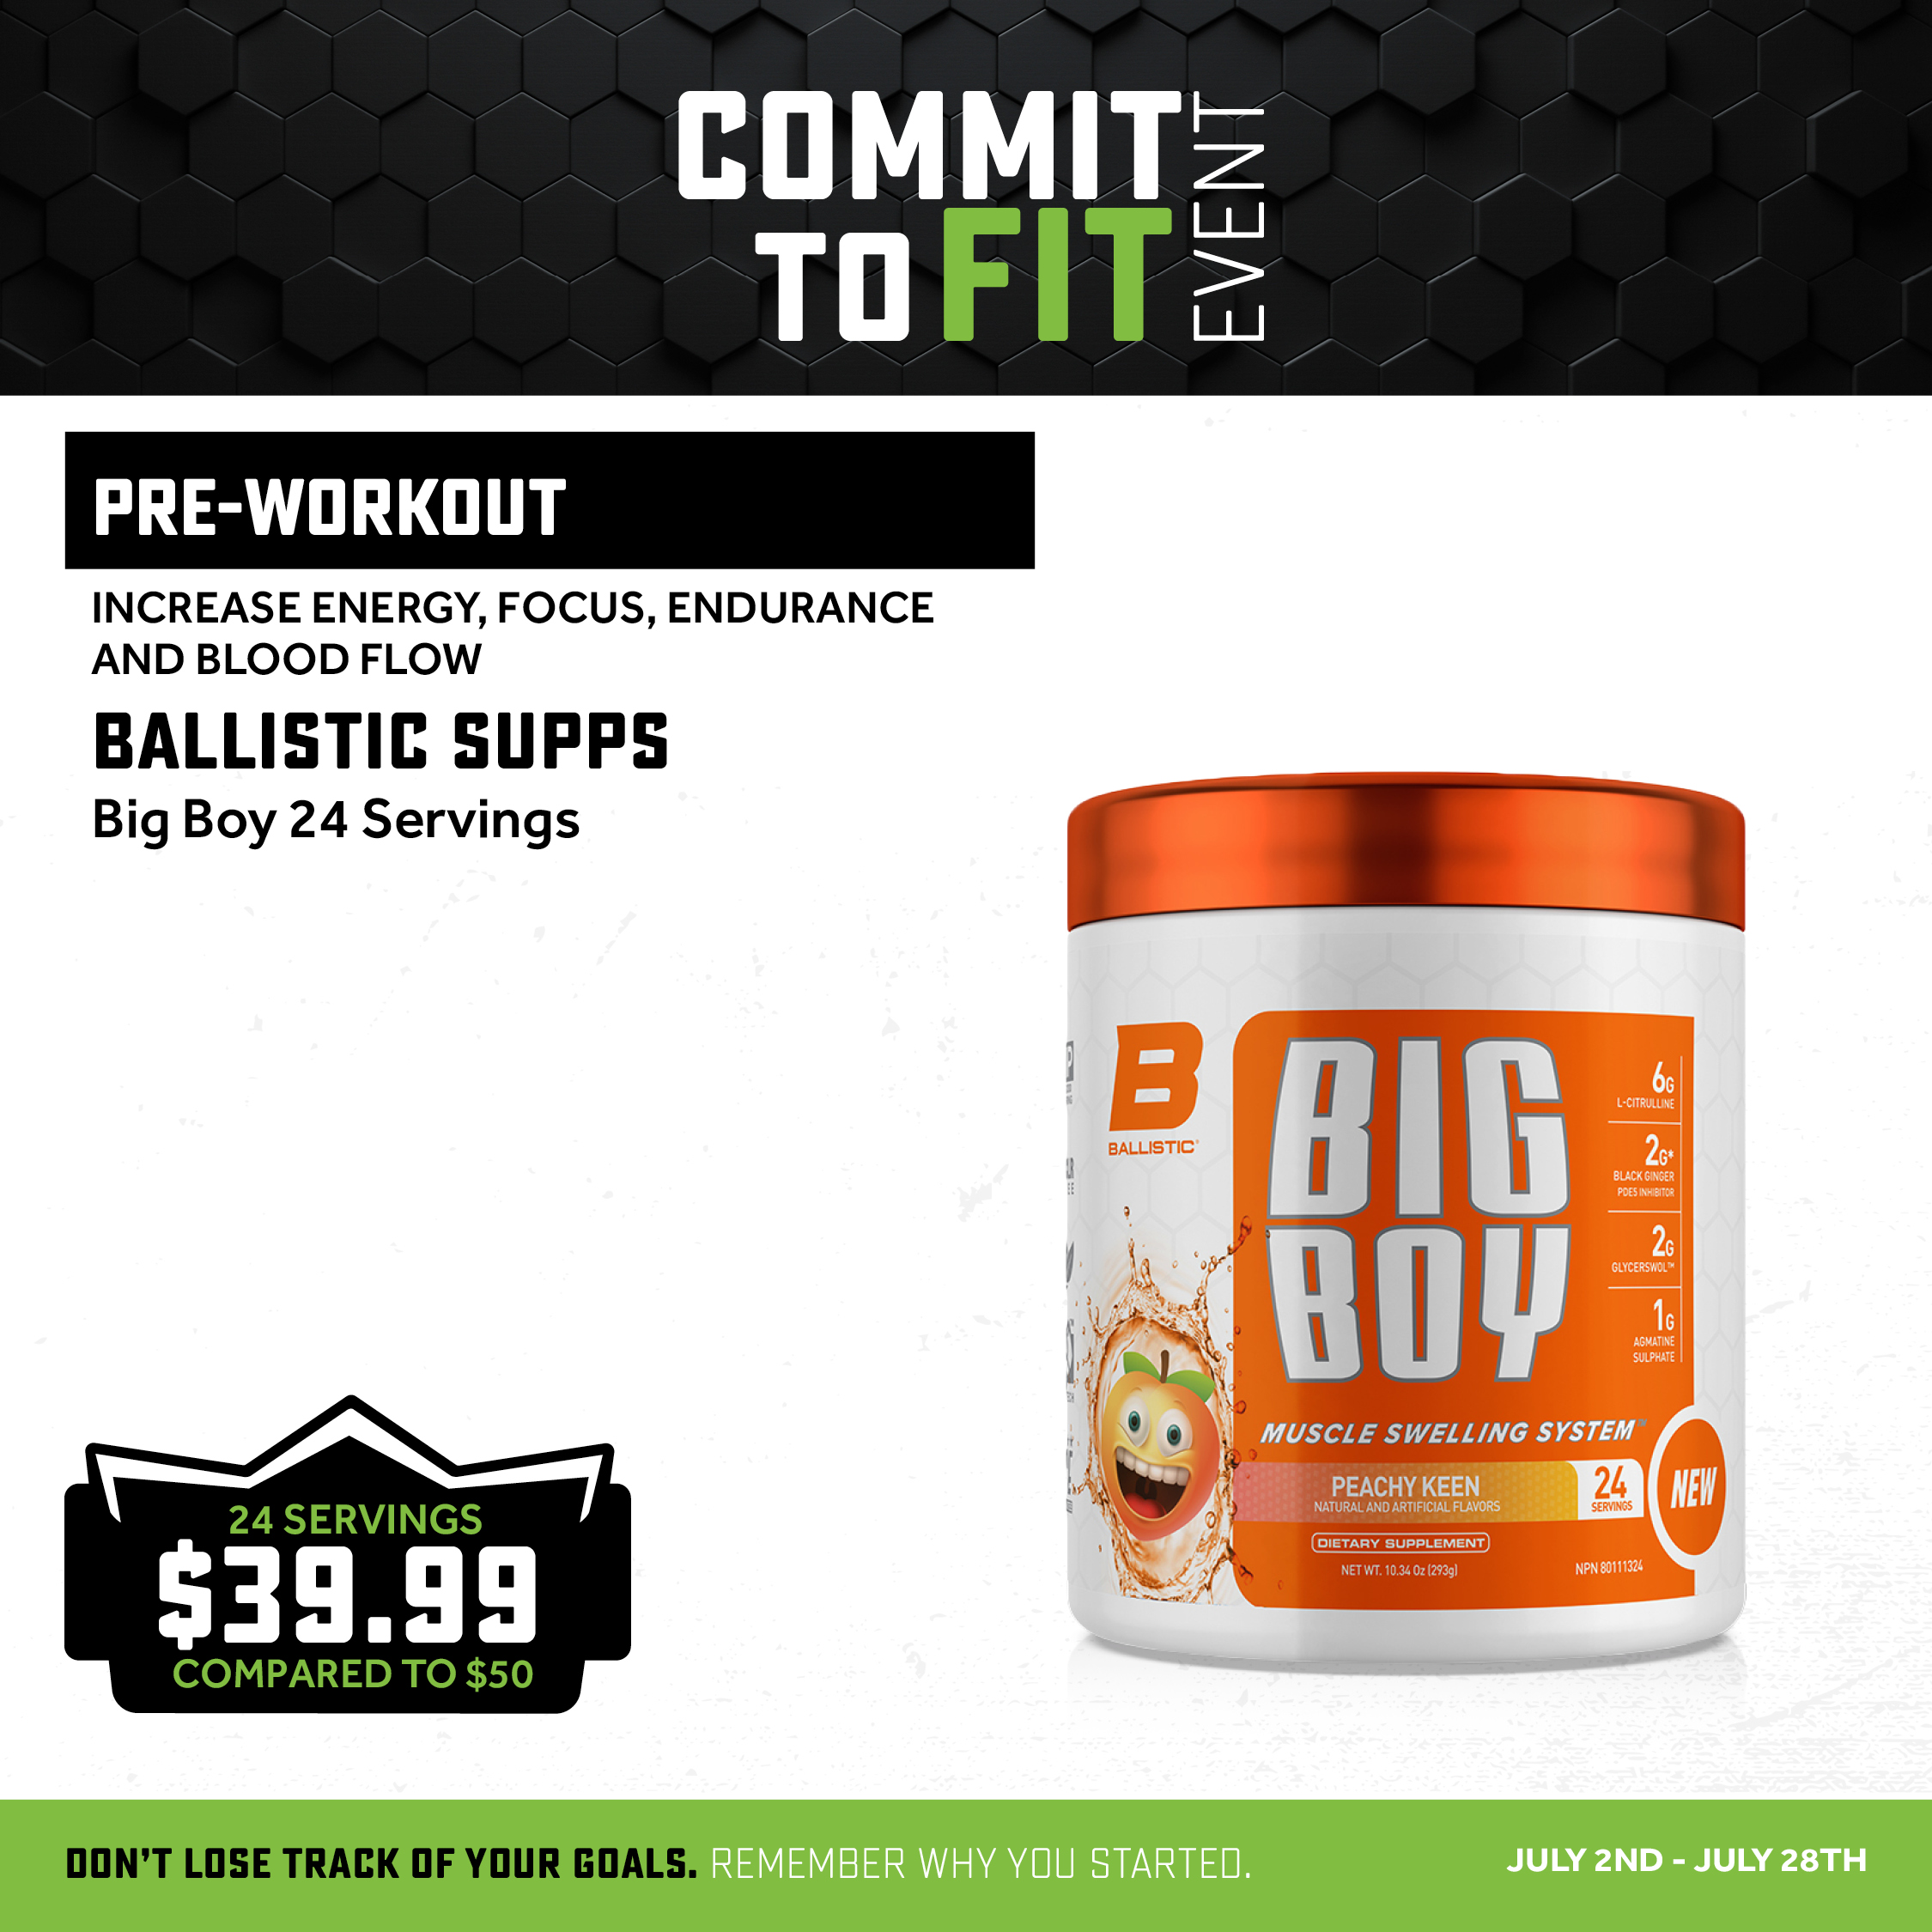 COMMIT
TO FIT
EVENT
PRE-WORKOUT
INCREASE ENERGY, FOCUS, ENDURANCE
AND BLOOD FLOW
BALLISTIC SUPPS
Big Boy 24 Servings
B
BALLISTIC®
BIG
BOY
6G
L-CITRULLINE
2G*
BLACK GINGER
PDE5 INHIBITOR
2G
GLYCERSWOL™
1G
AGMATINE
SULPHATE
MUSCLE SWELLING SYSTEM™
PEACHY KEEN
NATURAL AND ARTIFICIAL FLAVORS
24
SERVINGS
NEW
DIETARY SUPPLEMENT
NET WT. 10.34 Oz (293g)
NPN 80111324
24 SERVINGS
$39.99
COMPARED TO $50
DON'T LOSE TRACK OF YOUR GOALS. REMEMBER WHY YOU STARTED.
JULY 2ND - JULY 28TH